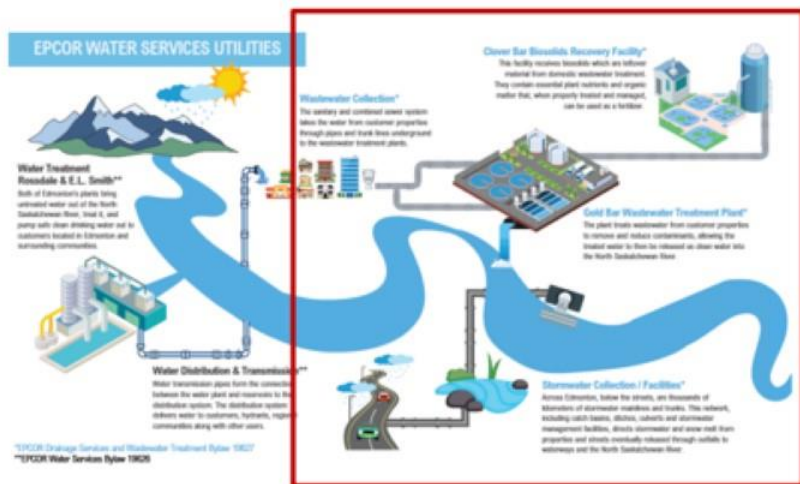 EPCOR WATER SERVICES UTILITIES
Water Treatment
Rossdale & E.L. Smith**
Both of Edmonton's plants bring
untreated water out of the North
Saskatchewan River, treat it, and
pump safe clean drinking water out to
customers located in Edmonton and
surrounding communities.
Wastewater Collection*
The sanitary and combined sewer system
takes the water from customer properties
through pipes and trunk lines underground
to the wastewater treatment plants.
Clover Bar Biosolids Recovery Facility*
This facility receives biosolids which are leftover
material from domestic wastewater treatment.
They contain essential plant nutrients and organic
matter that, when properly treated and managed,
can be used as a fertilizer
Gold Bar Wastewater Treatment Plant*
The plant treats wastewater from customer properties
to remove and reduce contaminants, allowing the
treated water to then be released as clean water into
the North Saskatchewan River
Water Distribution & Transmission**
Water transmission pipes form the connection
between the water plant and reservoirs to the
distribution system. The distribution system
delivers water to customers, hydrants, regional
communities along with other users.
Stormwater Collection / Facilities*
Across Edmonton, below the streets, are thousands of
kilometers of stormwater mainlines and trunks. This network,
including catch basins, ditches, culverts and stormwater
management facilities, directs stormwater and snow melt from
properties and streets eventually released through outfalls to
waterways and the North Saskatchewan River
*EPCOR Drainage Services and Wastewater Treatment Bylaw 19627
**EPCOR Water Services Bylaw 19626